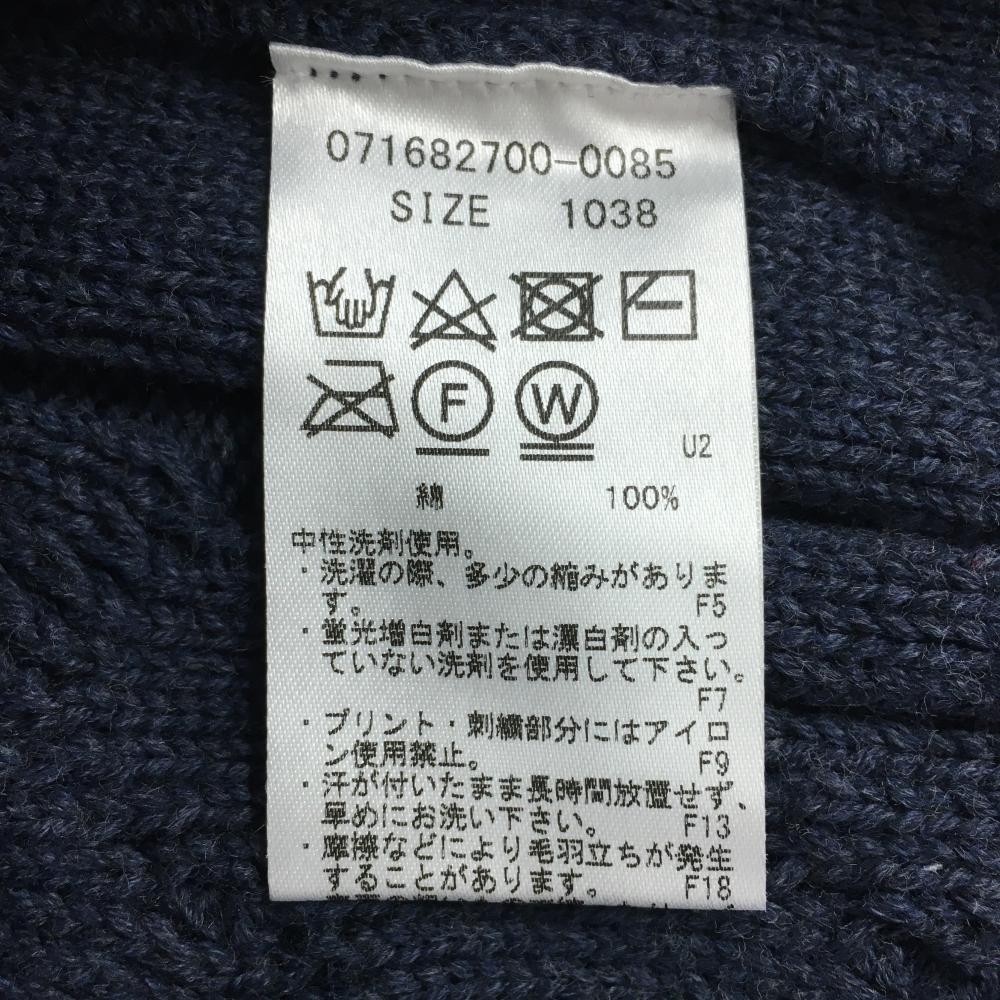 071682700-0085
SIZE 1038
F W
U2
綿 100%
中性洗剤使用。
・洗濯の際、多少の縮みがありま
す。 F5
・蛍光増白剤または漂白剤の入っ
ていない洗剤を使用して下さい。
F7
・プリント・刺繍部分にはアイロ
ン使用禁止。 F9
・汗が付いたまま長時間放置せず、
早めにお洗い下さい。 F13
・摩擦などにより毛羽立ちが発生
することがあります。 F18